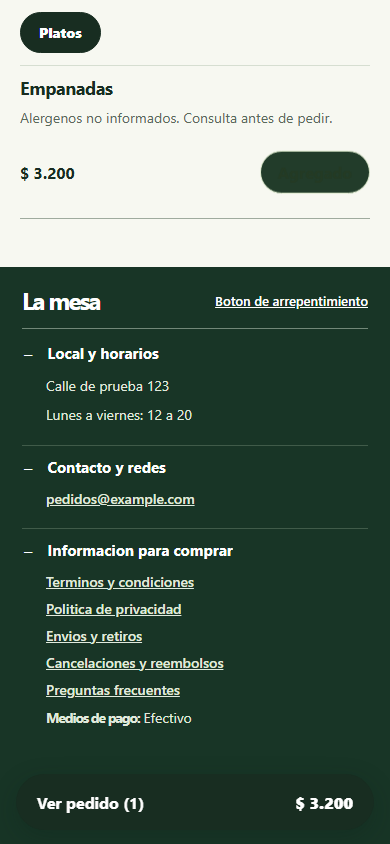 Platos
Empanadas
Alergenos no informados. Consulta antes de pedir.
$ 3.200
La mesa
Boton de arrepentimiento
– Local y horarios
Calle de prueba 123
Lunes a viernes: 12 a 20
– Contacto y redes
pedidos@example.com
– Informacion para comprar
Terminos y condiciones
Politica de privacidad
Envios y retiros
Cancelaciones y reembolsos
Preguntas frecuentes
Medios de pago: Efectivo
Ver pedido (1)
$ 3.200